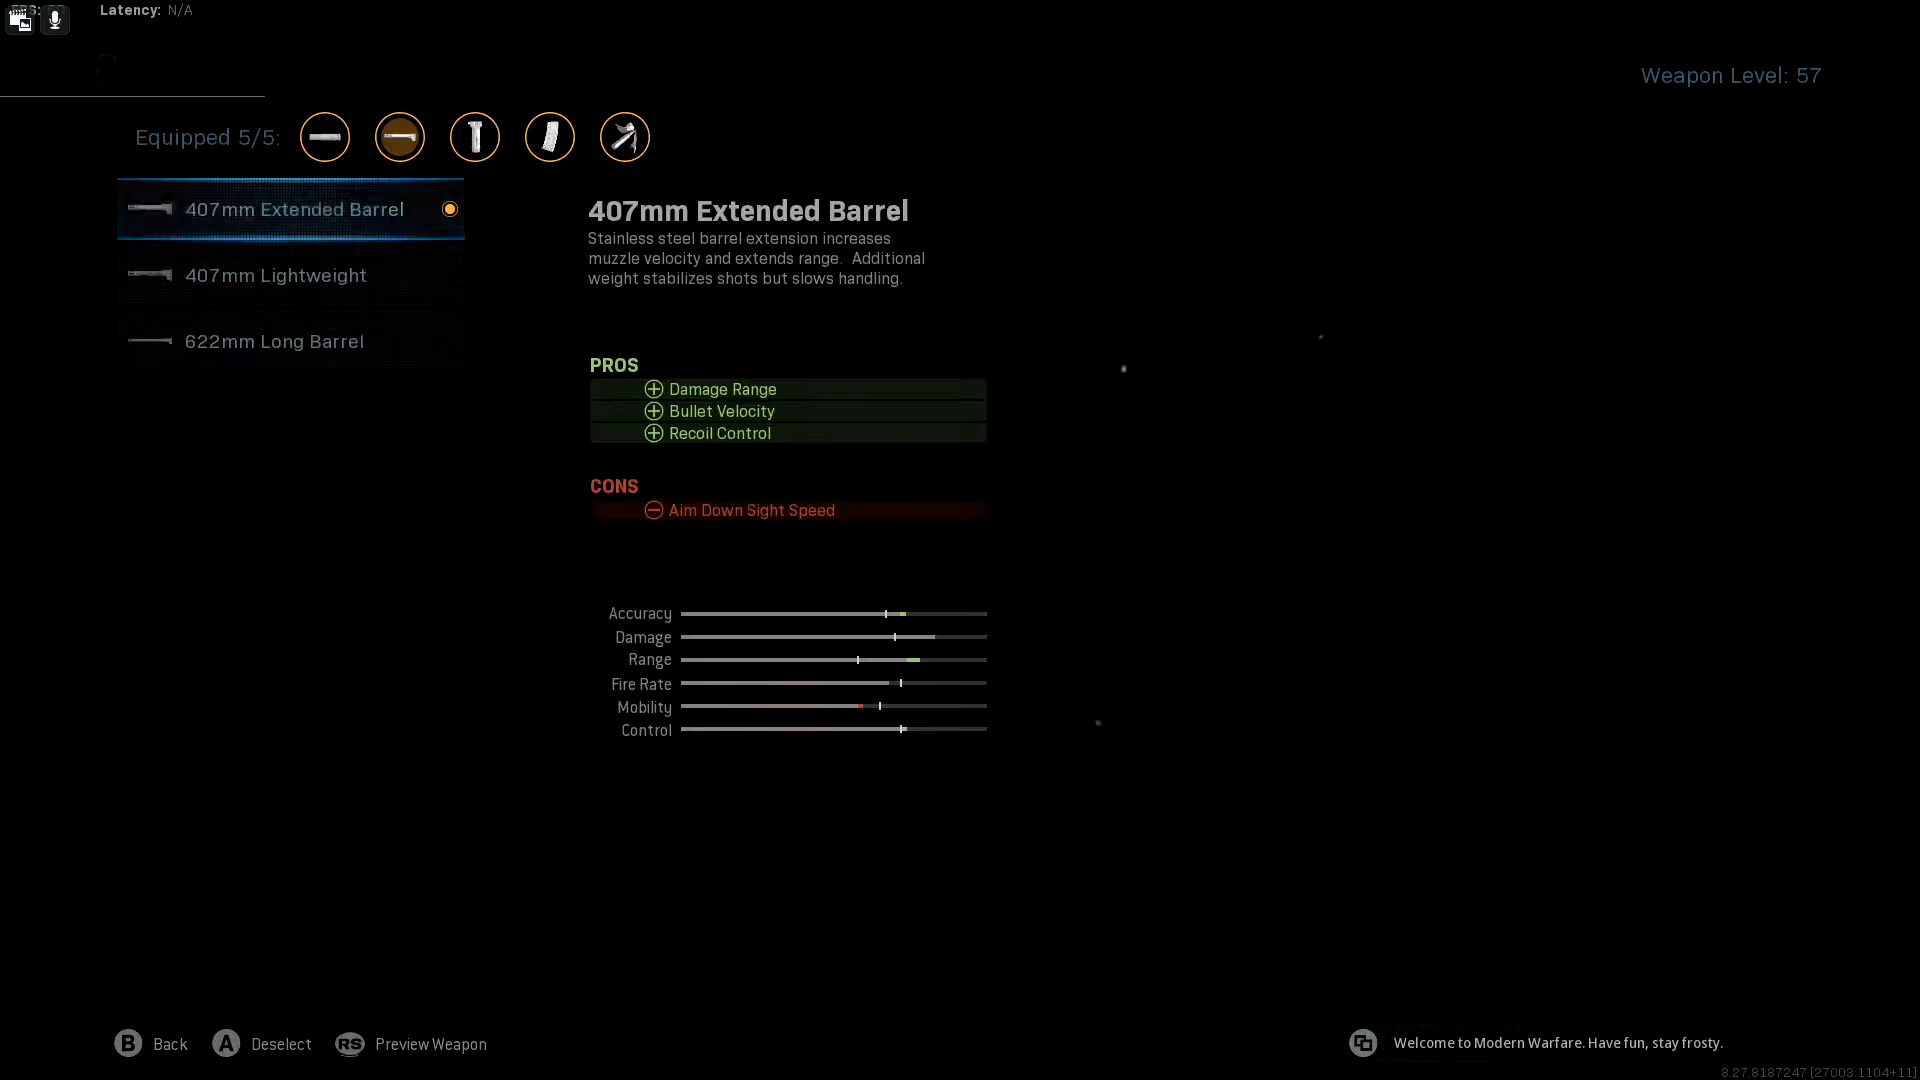 Latency: N/A
Weapon Level: 57
Equipped 5/5:
407mm Extended Barrel
407mm Lightweight
622mm Long Barrel
407mm Extended Barrel
Stainless steel barrel extension increases
muzzle velocity and extends range. Additional
weight stabilizes shots but slows handling.
PROS
Damage Range
Bullet Velocity
Recoil Control
CONS
Aim Down Sight Speed
Accuracy
Damage
Range
Fire Rate
Mobility
Control
B Back A Deselect RS Preview Weapon
Welcome to Modern Warfare. Have fun, stay frosty.
8.27.8187247 [27003:1104+11]